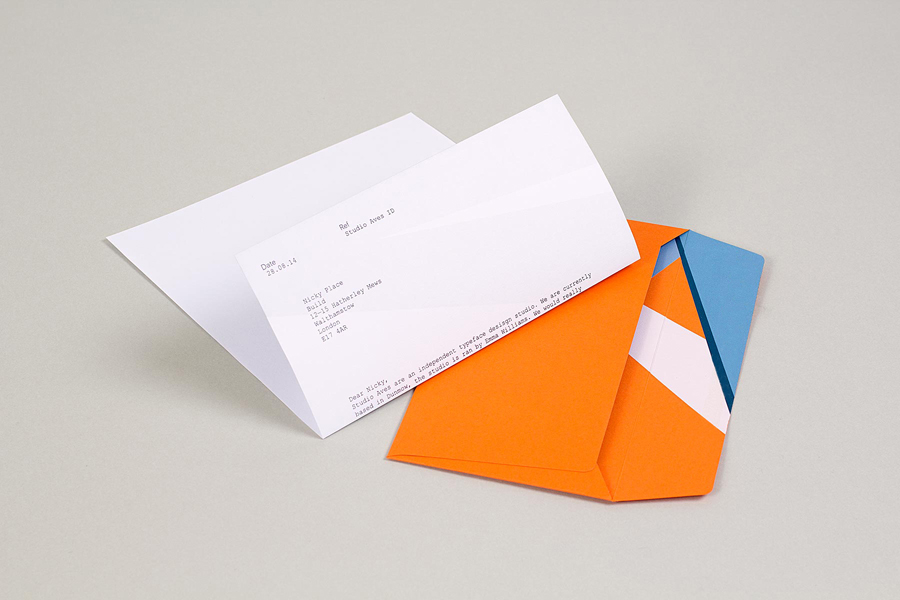 Ref
Studio Aves ID
Date
28.08.14
Nicky Place
Build
12-15 Hatherley Mews
Walthamstow
London
E17 4AR
Dear Nicky,
Studio Aves are an independent typeface desisgn studio. We are currently
based in Dunmow, the studio is ran by Emma Williams. We would really